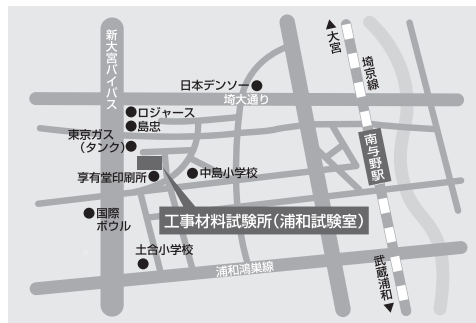 新大宮バイパス
▲大宮
埼京線
日本デンソー
埼大通り
ロジャース
島忠
東京ガス
（タンク）
南与野駅
享有堂印刷所
中島小学校
国際
ボウル
工事材料試験所（浦和試験室）
土合小学校
浦和鴻巣線
武蔵浦和▼